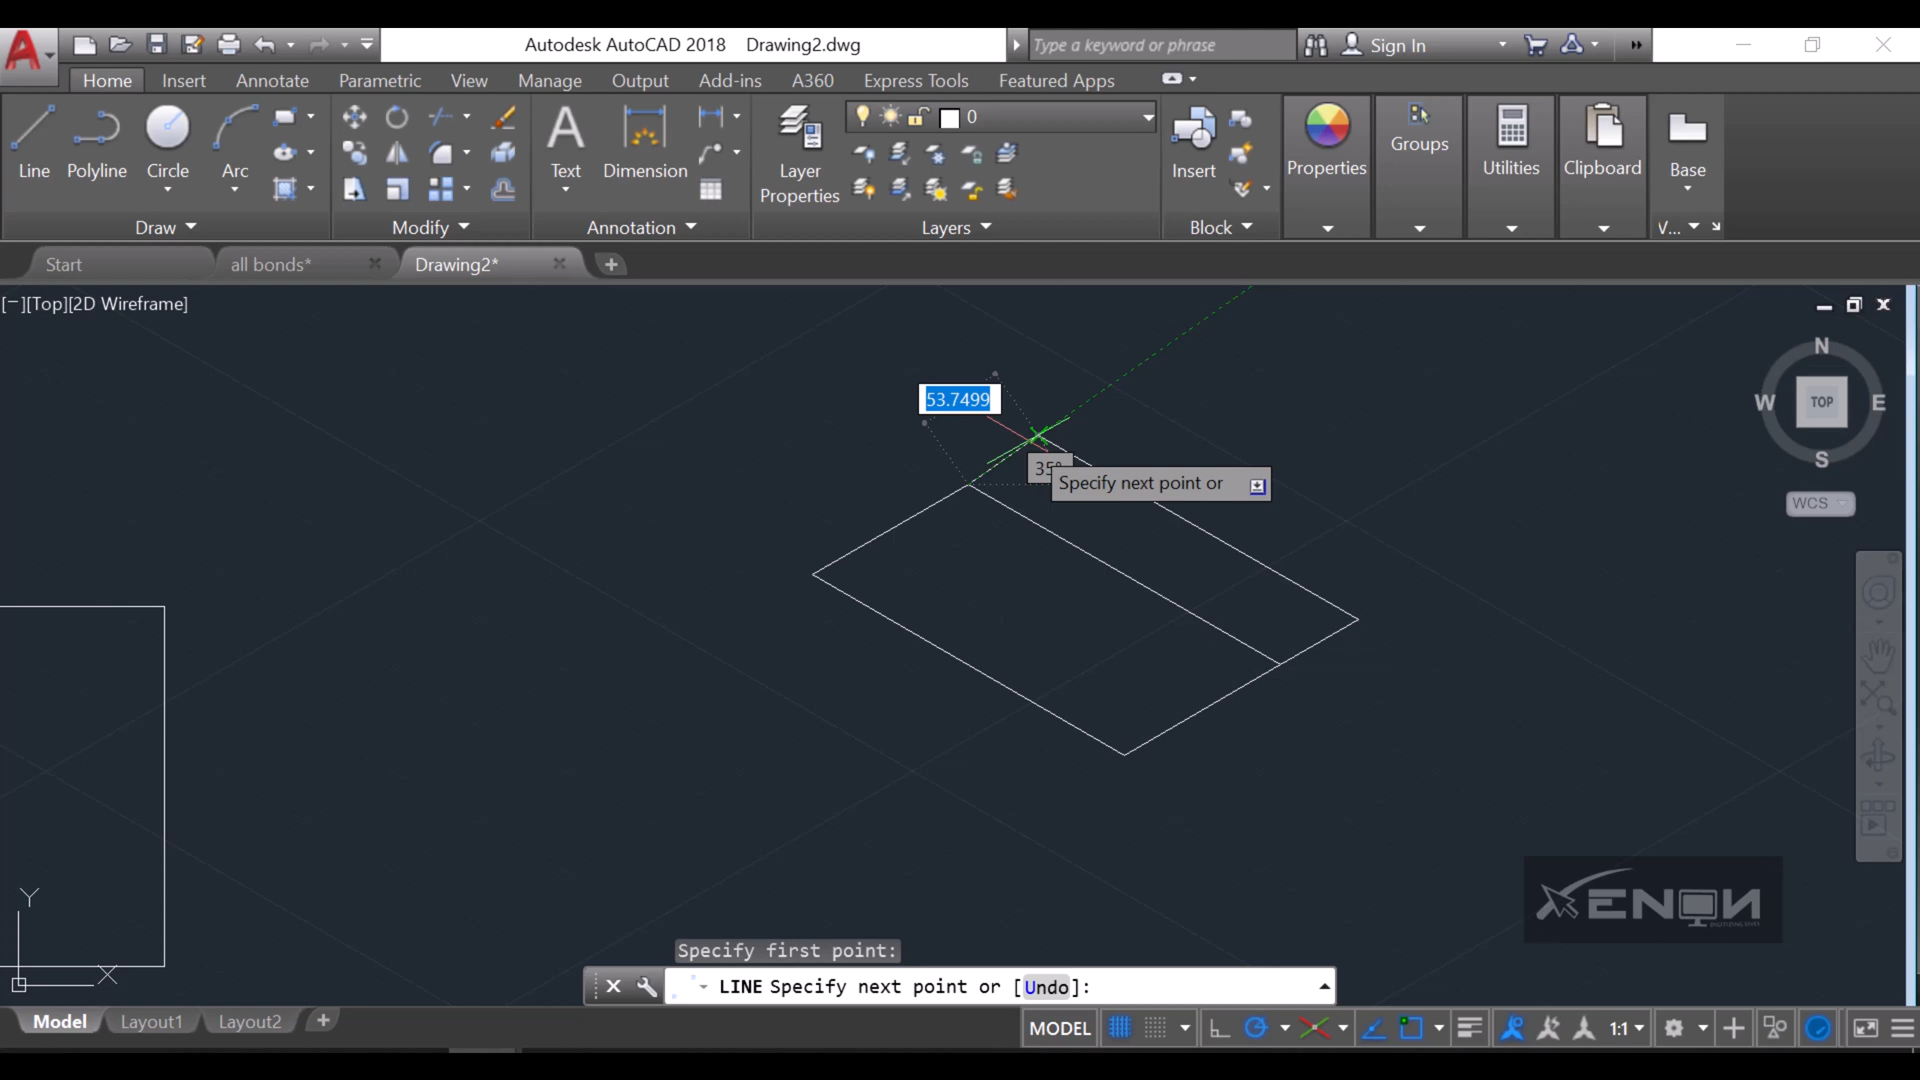 Autodesk AutoCAD 2018 Drawing2.dwg
Type a keyword or phrase
Sign In
Home Insert Annotate Parametric View Manage Output Add-ins A360 Express Tools Featured Apps
Line Polyline Circle Arc
Text Dimension
Layer Properties
0
Insert
Properties
Groups
Utilities
Clipboard
Base
Draw Modify Annotation Layers Block V...
Start all bonds* Drawing2*
[−][Top][2D Wireframe]
N
W TOP E
S
WCS
53.7499
35°
Specify next point or
XENON
Y
X
Specify first point:
LINE Specify next point or [Undo]:
Model Layout1 Layout2
MODEL 1:1